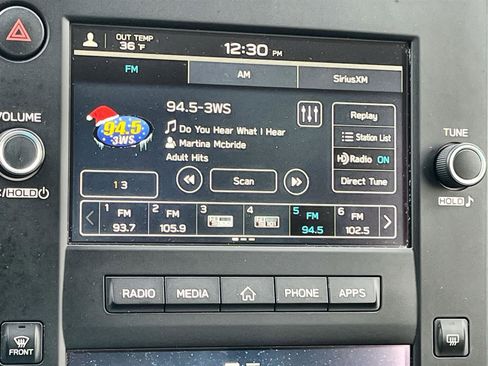 OUT TEMP
36 °F
12:30 PM
FM
AM
SiriusXM
94.5-3WS
94.5
3WS
Do You Hear What I Hear
Martina Mcbride
Adult Hits
Replay
Station List
HD Radio ON
Direct Tune
13
Scan
1 FM 93.7
2 FM 105.9
3
4
5 FM 94.5
6 FM 102.5
VOLUME
/HOLD
TUNE
HOLD
RADIO
MEDIA
PHONE
APPS
FRONT